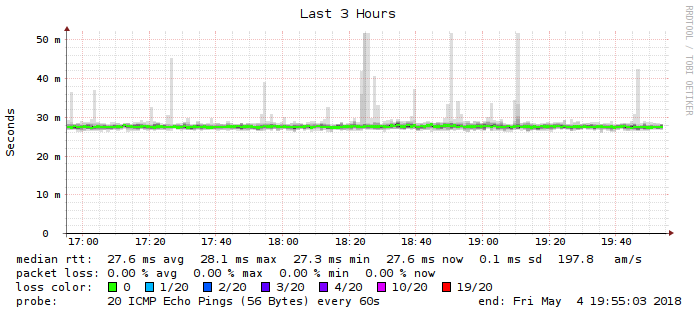 Last 3 Hours
RRDTOOL / TOBI OETIKER
Seconds
50 m
40 m
30 m
20 m
10 m
0
17:00 17:20 17:40 18:00 18:20 18:40 19:00 19:20 19:40
median rtt: 27.6 ms avg 28.1 ms max 27.3 ms min 27.6 ms now 0.1 ms sd 197.8 am/s
packet loss: 0.00 % avg 0.00 % max 0.00 % min 0.00 % now
loss color: 0 1/20 2/20 3/20 4/20 10/20 19/20
probe: 20 ICMP Echo Pings (56 Bytes) every 60s end: Fri May 4 19:55:03 2018